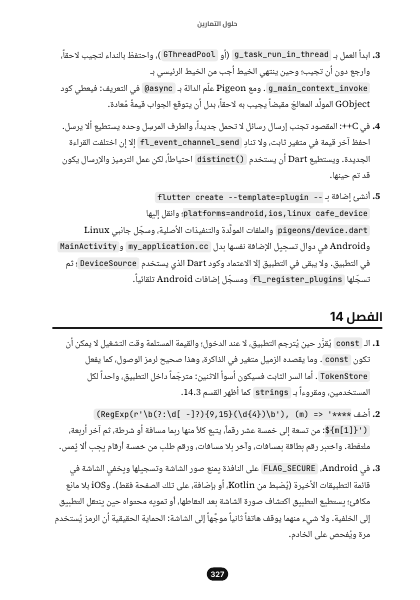 حلول التمارين
3. ابدأ العمل بـ g_task_run_in_thread (أو GThreadPool)، واحتفظ بالنداء لتجيب لاحقاً،
وارجع دون أن تجيب؛ وحين ينتهي الخيط أجب من الخيط الرئيسي بـ
g_main_context_invoke. ومع Pigeon علّم الدالة بـ @async في التعريف: فيعطي كود
GObject المولَّد المعالجَ مقبضاً يجيب به لاحقاً، بدل أن يتوقع الجواب قيمةً مُعادة.
4. في C++: المقصود تجنب إرسال رسائل لا تحمل جديداً، والطرف المرسِل وحده يستطيع ألا يرسل.
احفظ آخر قيمة في متغير ثابت، ولا تنادِ fl_event_channel_send إلا إن اختلفت القراءة
الجديدة. ويستطيع Dart أن يستخدم distinct() احتياطاً، لكن عمل الترميز والإرسال يكون
قد تم حينها.
5. أنشئ إضافة بـ flutter create --template=plugin --
platforms=android,ios,linux cafe_device؛ وانقل إليها
pigeons/device.dart والملفات المولَّدة والتنفيذات الأصلية، وسجّل جانبي Linux
وAndroid في دوال تسجيل الإضافة نفسها بدل my_application.cc و MainActivity
في التطبيق. ولا يبقى في التطبيق إلا الاعتماد وكود Dart الذي يستخدم DeviceSource؛ ثم
تسجّلها fl_register_plugins ومسجّل إضافات Android تلقائياً.
الفصل 14
1. الـ const يُقرَّر حين يُترجم التطبيق، لا عند الدخول؛ والقيمة المستلمة وقت التشغيل لا يمكن أن
تكون const. وما يقصده الزميل متغير في الذاكرة، وهذا صحيح لرمز الوصول، كما يفعل
TokenStore. أما السر الثابت فسيكون أسوأ الاثنين: مترجَماً داخل التطبيق، واحداً لكل
المستخدمين، ومقروءاً بـ strings كما أظهر القسم 14.3.
2. أضف (RegExp(r'\b(?:\d[ -]?){9,15}(\d{4})\b'), (m) => '****
${m[1]}')؛ من تسعة إلى خمسة عشر رقماً، يتبع كلاً منها ربما مسافة أو شرطة، ثم آخر أربعة،
ملتقطة. واختبر رقم بطاقة بمسافات، وآخر بلا مسافات، ورقم طلب من خمسة أرقام يجب ألا يُمس.
3. في Android، FLAG_SECURE على النافذة يمنع صور الشاشة وتسجيلها ويخفي الشاشة في
قائمة التطبيقات الأخيرة (يُضبط من Kotlin، أو بإضافة، على تلك الصفحة فقط). وiOS بلا مانع
مكافئ؛ يستطيع التطبيق اكتشاف صورة الشاشة بعد التقاطها، أو تمويه محتواه حين ينتقل التطبيق
إلى الخلفية. ولا شيء منهما يوقف هاتفاً ثانياً موجَّهاً إلى الشاشة؛ الحماية الحقيقية أن الرمز يُستخدم
مرة ويُفحص على الخادم.
327